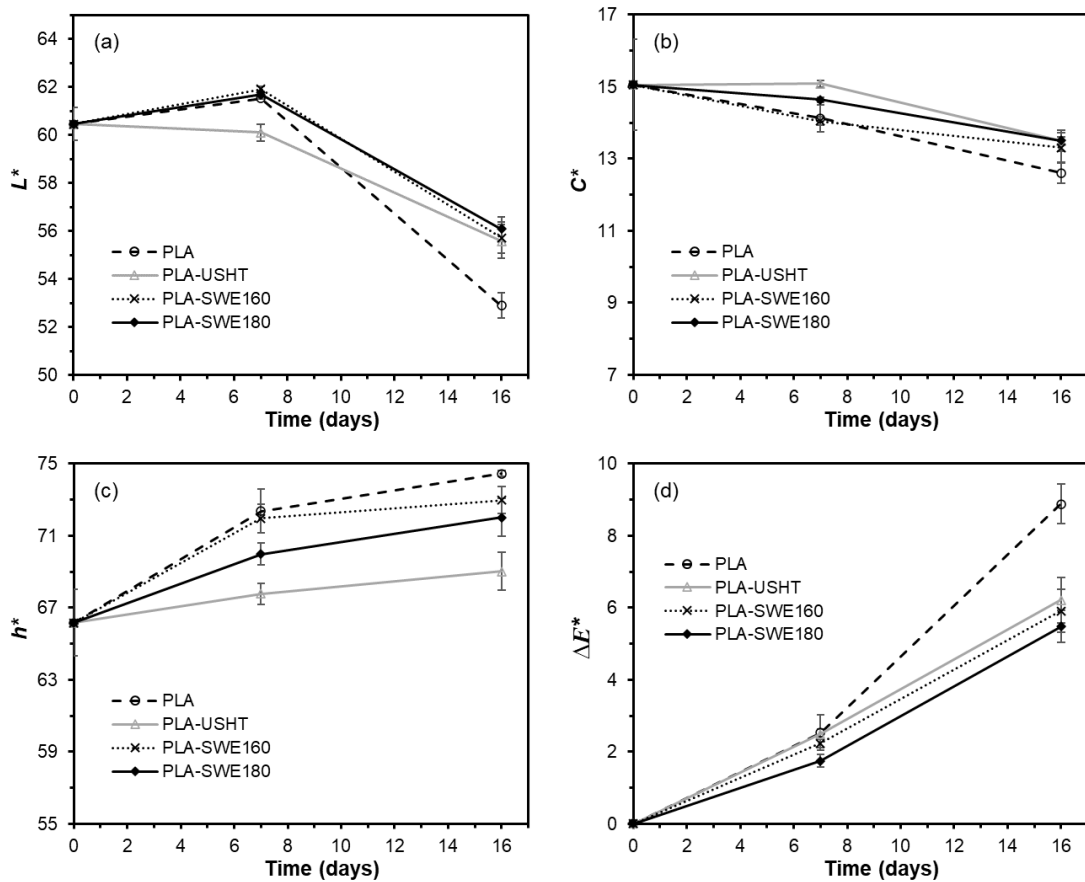 (a)
L*
64
62
60
58
56
54
52
50
PLA
PLA-USHT
PLA-SWE160
PLA-SWE180
0 2 4 6 8 10 12 14 16
Time (days)
(b)
C*
17
15
13
11
9
7
PLA
PLA-USHT
PLA-SWE160
PLA-SWE180
0 2 4 6 8 10 12 14 16
Time (days)
(c)
h*
75
71
67
63
59
55
PLA
PLA-USHT
PLA-SWE160
PLA-SWE180
0 2 4 6 8 10 12 14 16
Time (days)
(d)
ΔE*
10
8
6
4
2
0
PLA
PLA-USHT
PLA-SWE160
PLA-SWE180
0 2 4 6 8 10 12 14 16
Time (days)